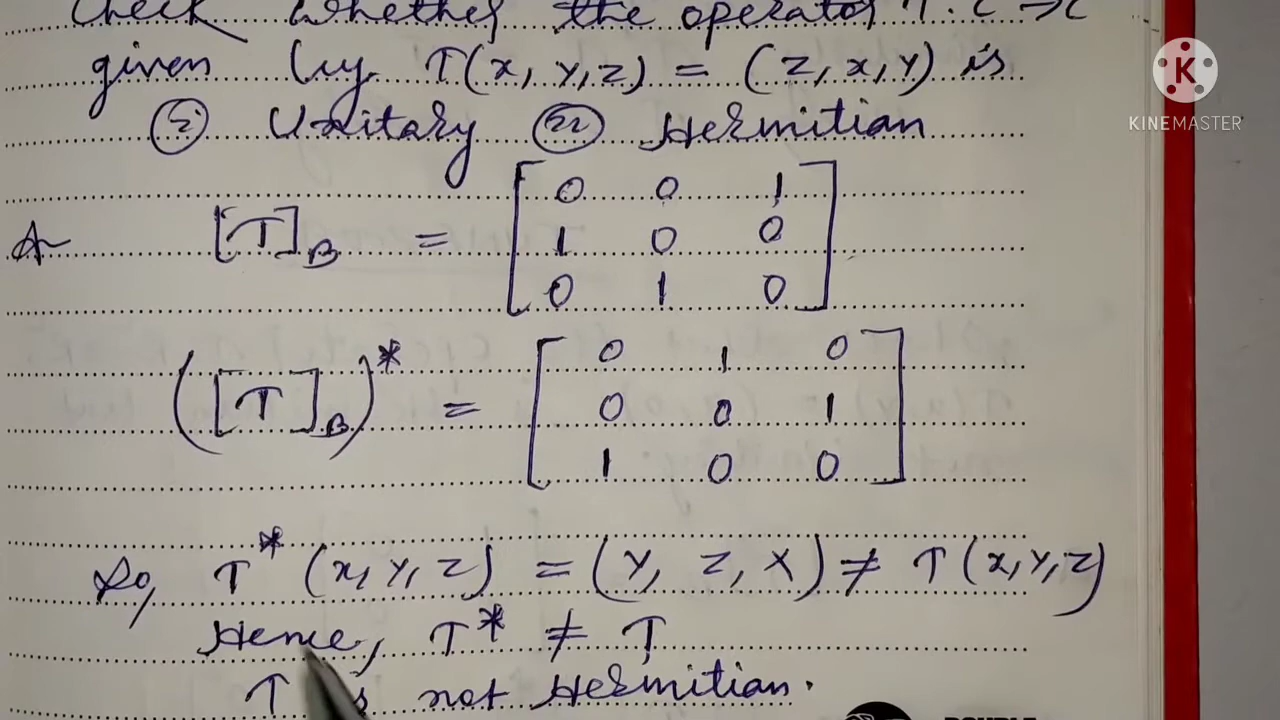 Check whether the operator T: C → C
given by T(x, y, z) = (z, x, y) is
(i) Unitary (ii) Hermitian
A [T]B = [ 0 0 1
1 0 0
0 1 0 ]
([T]B)* = [ 0 1 0
0 0 1
1 0 0 ]
So, T*(x, y, z) = (y, z, x) ≠ T(x, y, z)
Hence, T* ≠ T
T is not Hermitian.
K
KINEMASTER